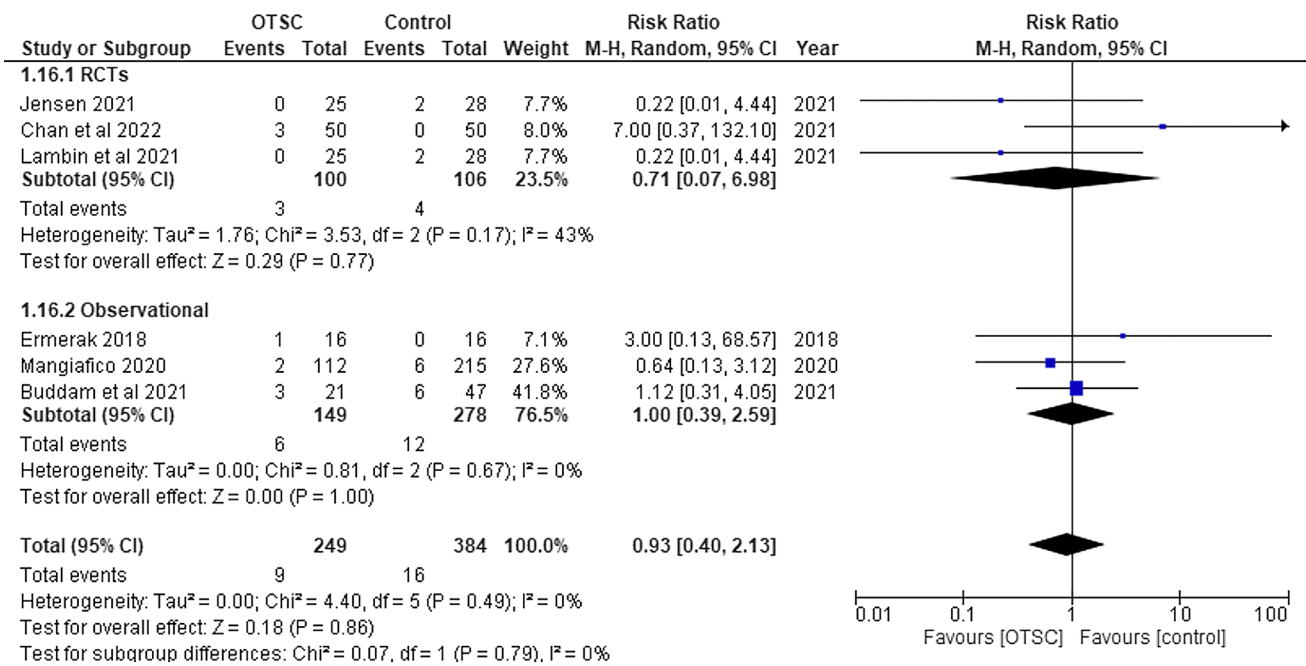 OTSC Control Risk Ratio Risk Ratio
Study or Subgroup Events Total Events Total Weight M-H, Random, 95% CI Year M-H, Random, 95% CI
1.16.1 RCTs
Jensen 2021 0 25 2 28 7.7% 0.22 [0.01, 4.44] 2021
Chan et al 2022 3 50 0 50 8.0% 7.00 [0.37, 132.10] 2021
Lambin et al 2021 0 25 2 28 7.7% 0.22 [0.01, 4.44] 2021
Subtotal (95% CI) 100 106 23.5% 0.71 [0.07, 6.98]
Total events 3 4
Heterogeneity: Tau² = 1.76; Chi² = 3.53, df = 2 (P = 0.17); I² = 43%
Test for overall effect: Z = 0.29 (P = 0.77)
1.16.2 Observational
Ermerak 2018 1 16 0 16 7.1% 3.00 [0.13, 68.57] 2018
Mangiafico 2020 2 112 6 215 27.6% 0.64 [0.13, 3.12] 2020
Buddam et al 2021 3 21 6 47 41.8% 1.12 [0.31, 4.05] 2021
Subtotal (95% CI) 149 278 76.5% 1.00 [0.39, 2.59]
Total events 6 12
Heterogeneity: Tau² = 0.00; Chi² = 0.81, df = 2 (P = 0.67); I² = 0%
Test for overall effect: Z = 0.00 (P = 1.00)
Total (95% CI) 249 384 100.0% 0.93 [0.40, 2.13]
Total events 9 16
Heterogeneity: Tau² = 0.00; Chi² = 4.40, df = 5 (P = 0.49); I² = 0%
Test for overall effect: Z = 0.18 (P = 0.86)
Test for subgroup differences: Chi² = 0.07, df = 1 (P = 0.79), I² = 0%
0.01 0.1 1 10 100
Favours [OTSC] Favours [control]